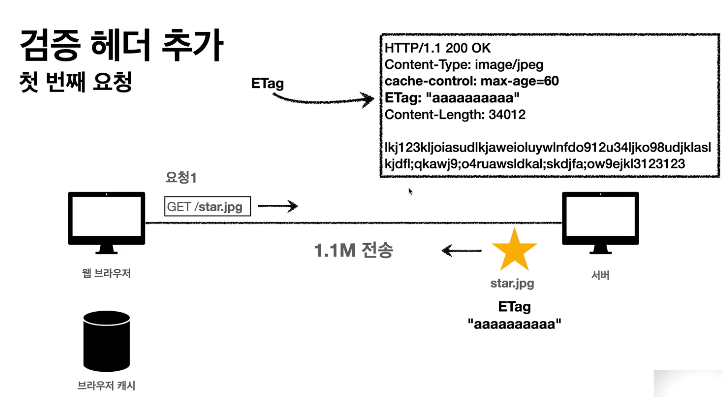 검증 헤더 추가
첫 번째 요청
ETag
HTTP/1.1 200 OK
Content-Type: image/jpeg
cache-control: max-age=60
ETag: "aaaaaaaaaa"
Content-Length: 34012
lkj123kljoiasudlkjaweioluywlnfdo912u34ljko98udjklasl
kjdfl;qkawj9;o4ruawsldkal;skdjfa;ow9ejkl3123123
요청1
GET /star.jpg
1.1M 전송
웹 브라우저
서버
star.jpg
ETag
"aaaaaaaaaa"
브라우저 캐시